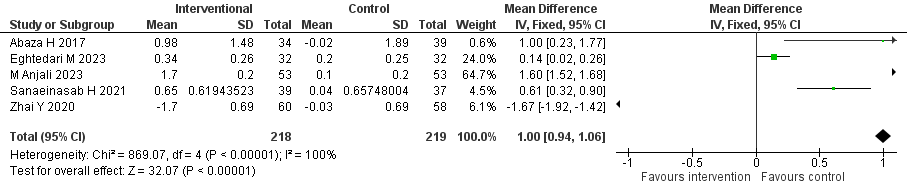 Interventional Control Mean Difference Mean Difference
Study or Subgroup Mean SD Total Mean SD Total Weight IV, Fixed, 95% CI IV, Fixed, 95% CI
Abaza H 2017 0.98 1.48 34 -0.02 1.89 39 0.6% 1.00 [0.23, 1.77]
Eghtedari M 2023 0.34 0.26 32 0.2 0.25 32 24.0% 0.14 [0.02, 0.26]
M Anjali 2023 1.7 0.2 53 0.1 0.2 53 64.7% 1.60 [1.52, 1.68]
Sanaeinasab H 2021 0.65 0.61943523 39 0.04 0.65748004 37 4.5% 0.61 [0.32, 0.90]
Zhai Y 2020 -1.7 0.69 60 -0.03 0.69 58 6.1% -1.67 [-1.92, -1.42]
Total (95% CI) 218 219 100.0% 1.00 [0.94, 1.06]
Heterogeneity: Chi² = 869.07, df = 4 (P < 0.00001); I² = 100%
Test for overall effect: Z = 32.07 (P < 0.00001)
-1 -0.5 0 0.5 1
Favours intervention Favours control